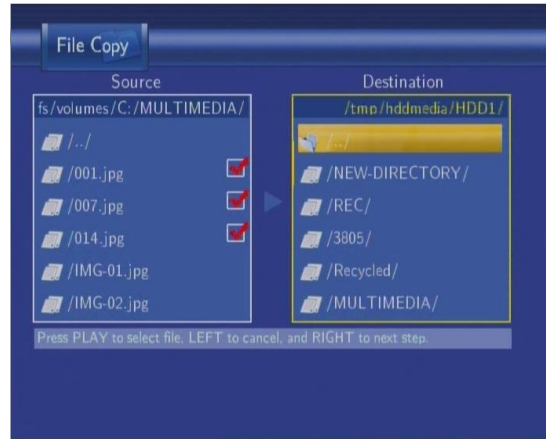 File Copy
Source
Destination
fs/volumes/C:/MULTIMEDIA/
/tmp/hddmedia/HDD1/
/../
/001.jpg
/007.jpg
/014.jpg
/IMG-01.jpg
/IMG-02.jpg
/../
/NEW-DIRECTORY/
/REC/
/3805/
/Recycled/
/MULTIMEDIA/
Press PLAY to select file, LEFT to cancel, and RIGHT to next step.